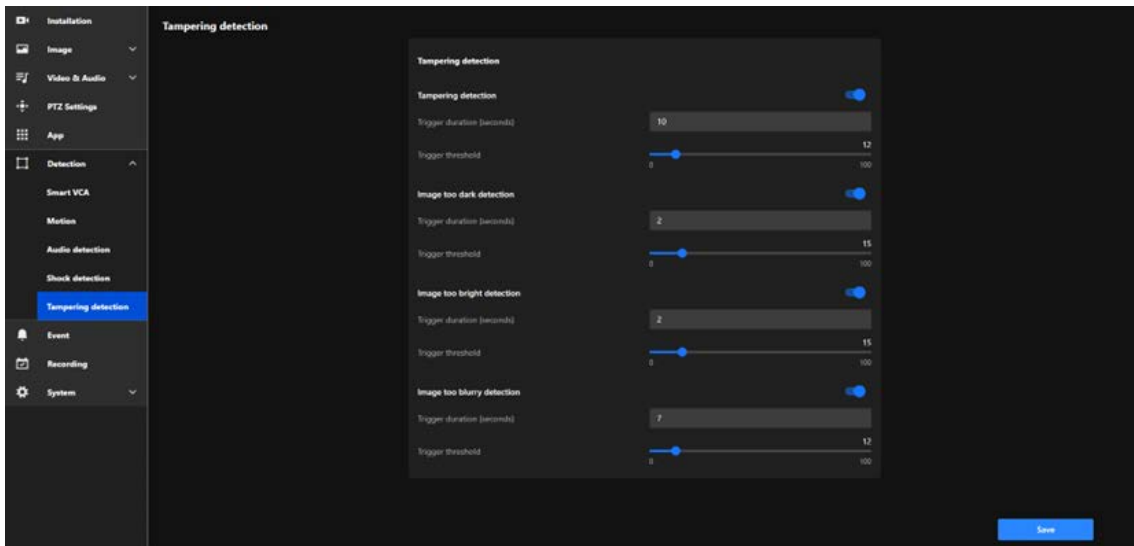 Installation
Image
Video & Audio
PTZ Settings
App
Detection
Smart VCA
Motion
Audio detection
Shock detection
Tampering detection
Event
Recording
System
Tampering detection
Tampering detection
Tampering detection
Trigger duration (seconds) 10
12
Trigger threshold
0 100
Image too dark detection
Trigger duration (seconds) 2
15
Trigger threshold
0 100
Image too bright detection
Trigger duration (seconds) 2
15
Trigger threshold
0 100
Image too blurry detection
Trigger duration (seconds) 7
12
Trigger threshold
0 100
Save